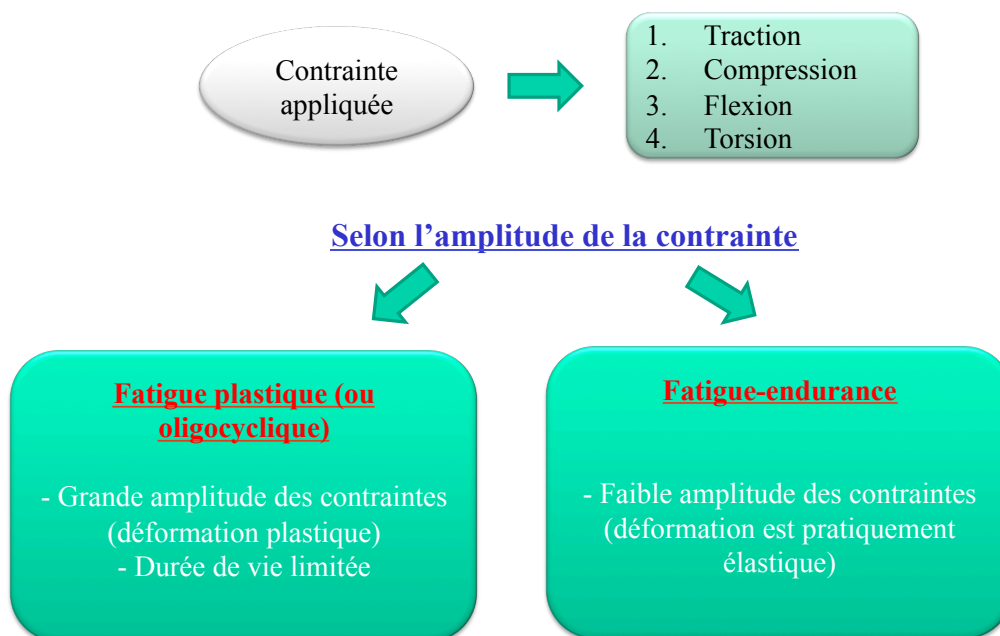 Contrainte
appliquée
1. Traction
2. Compression
3. Flexion
4. Torsion
Selon l’amplitude de la contrainte
Fatigue plastique (ou
oligocyclique)
- Grande amplitude des contraintes
(déformation plastique)
- Durée de vie limitée
Fatigue-endurance
- Faible amplitude des contraintes
(déformation est pratiquement
élastique)